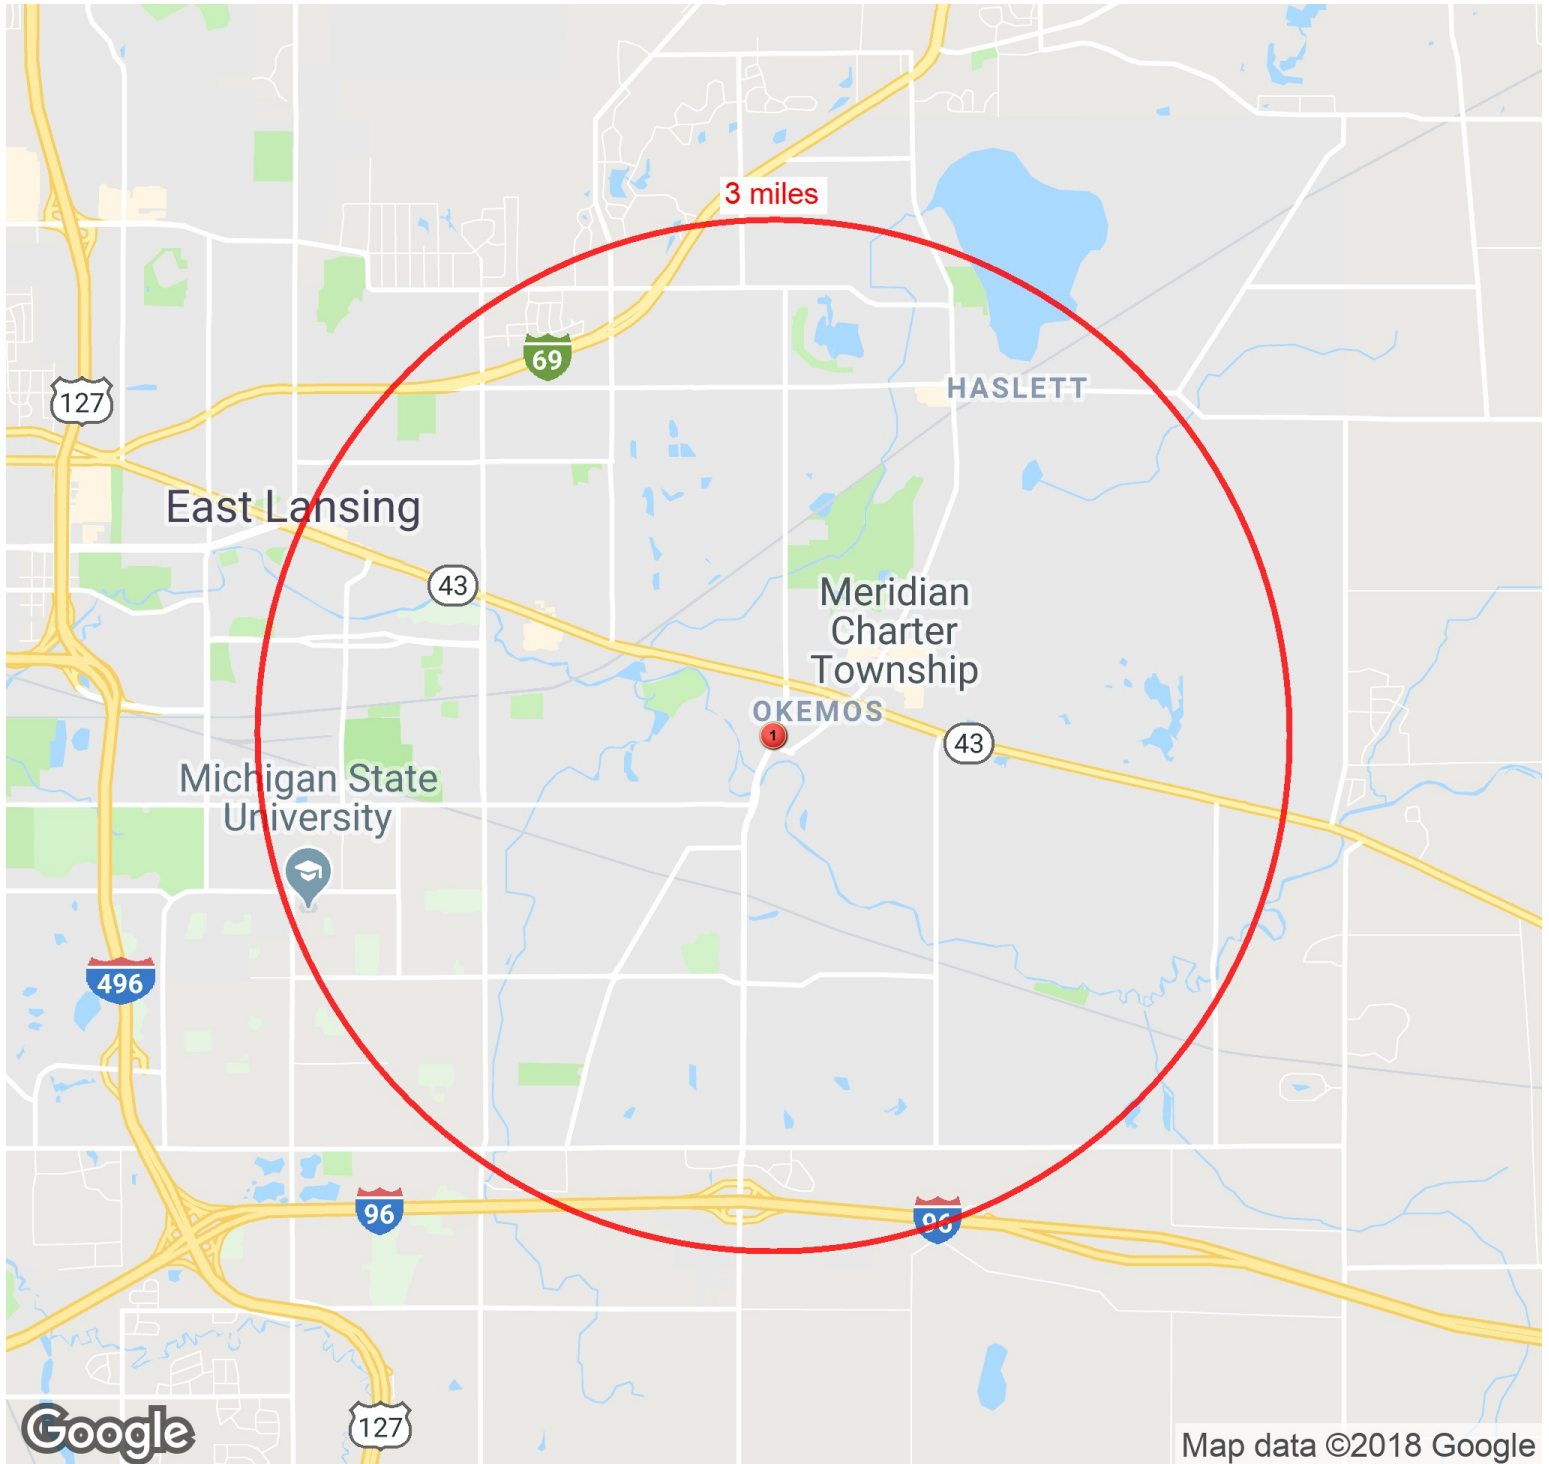 3 miles
69
HASLETT
127
East Lansing
43
Meridian
Charter
Township
OKEMOS
1
43
Michigan State
University
496
96
96
127
Google
Map data ©2018 Google